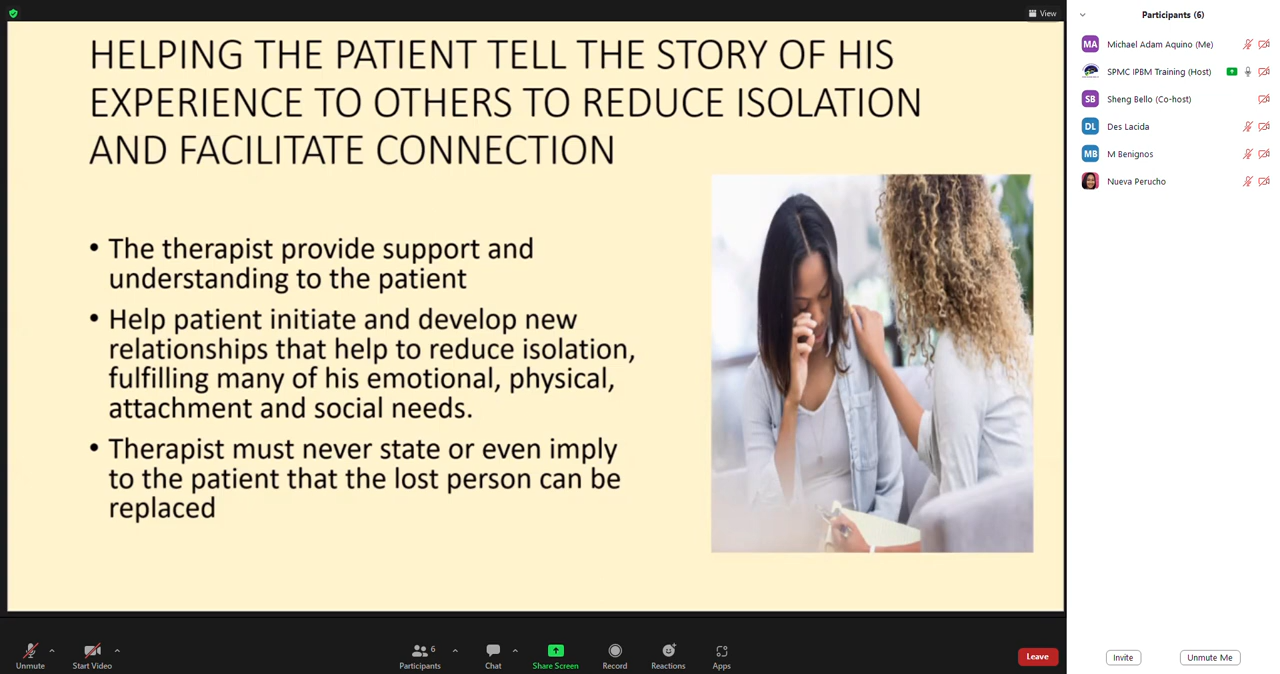 View
HELPING THE PATIENT TELL THE STORY OF HIS
EXPERIENCE TO OTHERS TO REDUCE ISOLATION
AND FACILITATE CONNECTION
• The therapist provide support and
understanding to the patient
• Help patient initiate and develop new
relationships that help to reduce isolation,
fulfilling many of his emotional, physical,
attachment and social needs.
• Therapist must never state or even imply
to the patient that the lost person can be
replaced
Participants (6)
MA Michael Adam Aquino (Me)
SPMC IPBM Training (Host)
SB Sheng Bello (Co-host)
DL Des Lacida
MB M Benignos
Nueva Perucho
Unmute
Start Video
6
Participants
Chat
Share Screen
Record
Reactions
Apps
Leave
Invite
Unmute Me